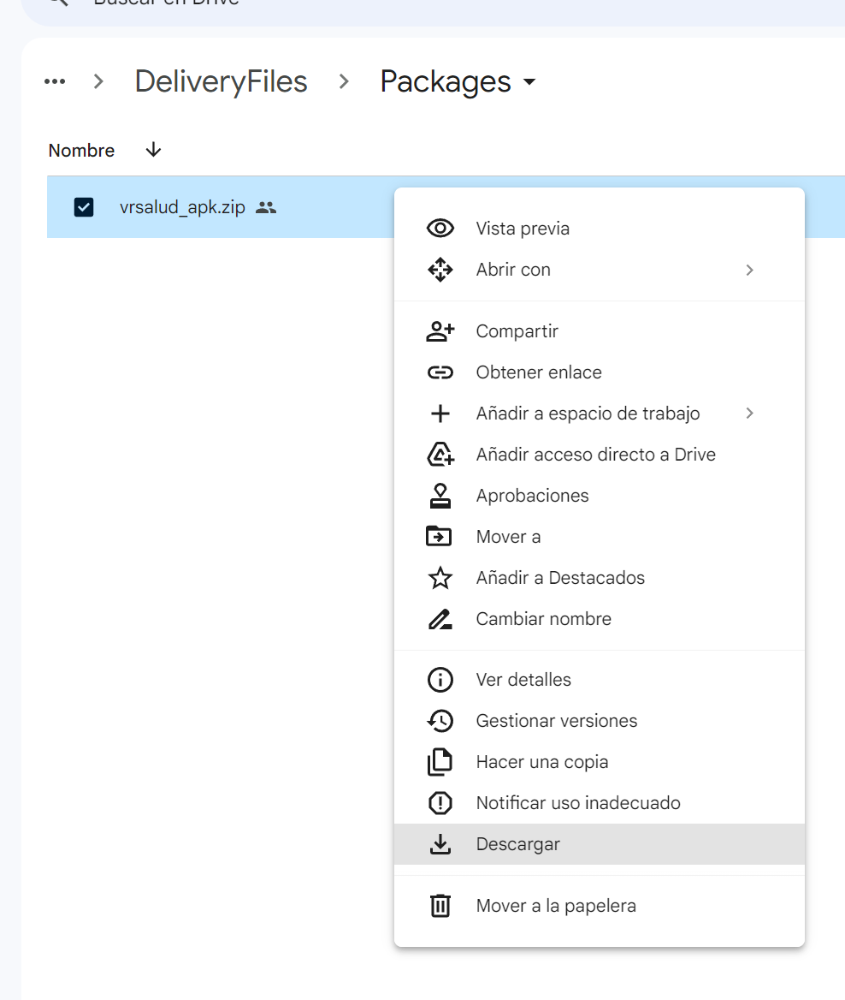 Buscar en Drive
DeliveryFiles Packages
Nombre
vrsalud_apk.zip
Vista previa
Abrir con
Compartir
Obtener enlace
Añadir a espacio de trabajo
Añadir acceso directo a Drive
Aprobaciones
Mover a
Añadir a Destacados
Cambiar nombre
Ver detalles
Gestionar versiones
Hacer una copia
Notificar uso inadecuado
Descargar
Mover a la papelera